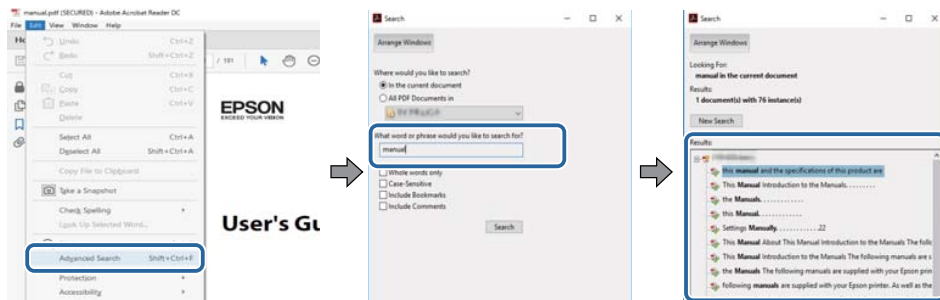 manual.pdf (SECURED) - Adobe Acrobat Reader DC
File Edit View Window Help
Undo Ctrl+Z
Redo Shift+Ctrl+Z
Cut Ctrl+X
Copy Ctrl+C
Paste Ctrl+V
Delete
Select All Ctrl+A
Deselect All Shift+Ctrl+A
Copy File to Clipboard
Take a Snapshot
Check Spelling
Look Up Selected Word...
Advanced Search Shift+Ctrl+F
Protection
Accessibility
/ 181
EPSON
EXCEED YOUR VISION
User's Gu
Search
Arrange Windows
Where would you like to search?
In the current document
All PDF Documents in
What word or phrase would you like to search for?
manual
Whole words only
Case-Sensitive
Include Bookmarks
Include Comments
Search
Search
Arrange Windows
Looking For:
manual in the current document
Results:
1 document(s) with 76 instance(s)
New Search
Results:
this manual and the specifications of this product are
This Manual Introduction to the Manuals. . . . . . . . .
the Manuals. . . . . . . . . . . . .
this Manual. . . . . . . . . . . . .
Settings Manually. . . . . . . . . . . . .22
This Manual About This Manual Introduction to the Manuals The follo
This Manual Introduction to the Manuals The following manuals are s
the Manuals The following manuals are supplied with your Epson prin
following manuals are supplied with your Epson printer. As well as the